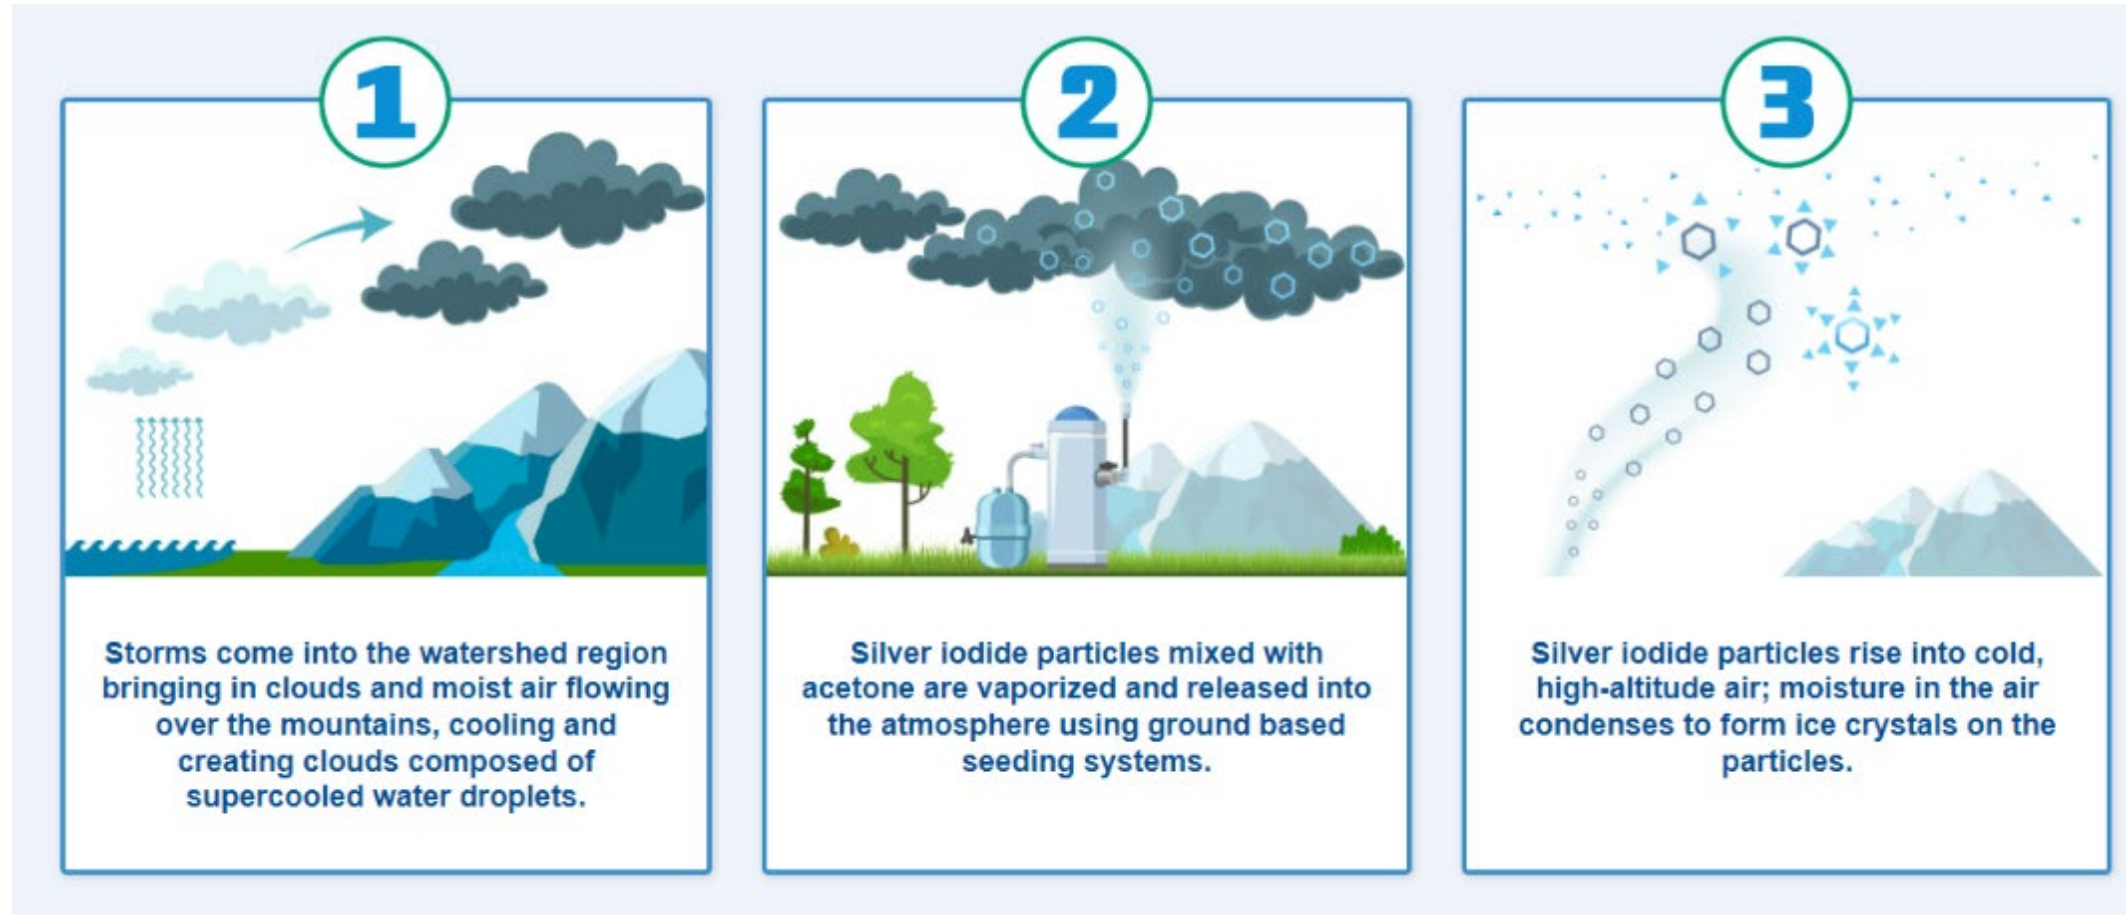 1
Storms come into the watershed region
bringing in clouds and moist air flowing
over the mountains, cooling and
creating clouds composed of
supercooled water droplets.
2
Silver iodide particles mixed with
acetone are vaporized and released into
the atmosphere using ground based
seeding systems.
3
Silver iodide particles rise into cold,
high-altitude air; moisture in the air
condenses to form ice crystals on the
particles.